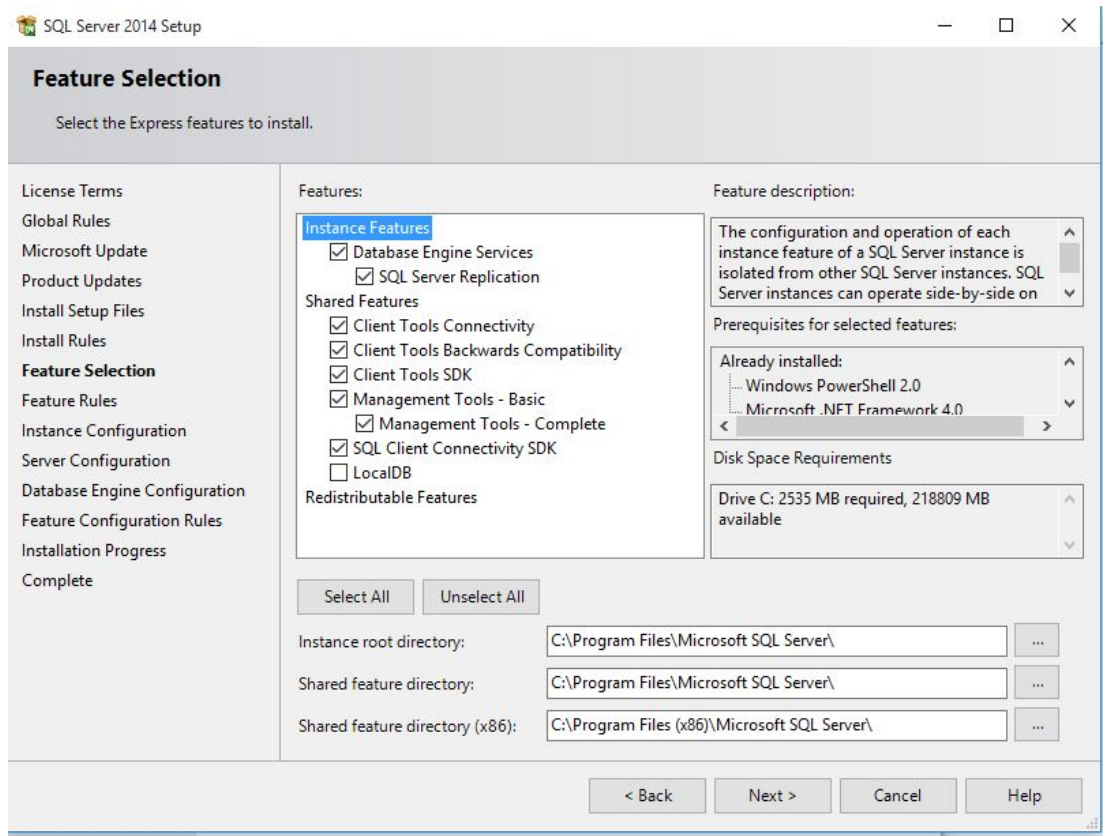 SQL Server 2014 Setup
Feature Selection
Select the Express features to install.
License Terms
Global Rules
Microsoft Update
Product Updates
Install Setup Files
Install Rules
Feature Selection
Feature Rules
Instance Configuration
Server Configuration
Database Engine Configuration
Feature Configuration Rules
Installation Progress
Complete
Features:
Instance Features
Database Engine Services
SQL Server Replication
Shared Features
Client Tools Connectivity
Client Tools Backwards Compatibility
Client Tools SDK
Management Tools - Basic
Management Tools - Complete
SQL Client Connectivity SDK
LocalDB
Redistributable Features
Feature description:
The configuration and operation of each
instance feature of a SQL Server instance is
isolated from other SQL Server instances. SQL
Server instances can operate side-by-side on
Prerequisites for selected features:
Already installed:
Windows PowerShell 2.0
Microsoft .NET Framework 4.0
Disk Space Requirements
Drive C: 2535 MB required, 218809 MB
available
Select All
Unselect All
Instance root directory:
C:\Program Files\Microsoft SQL Server\
...
Shared feature directory:
C:\Program Files\Microsoft SQL Server\
...
Shared feature directory (x86):
C:\Program Files (x86)\Microsoft SQL Server\
...
< Back
Next >
Cancel
Help